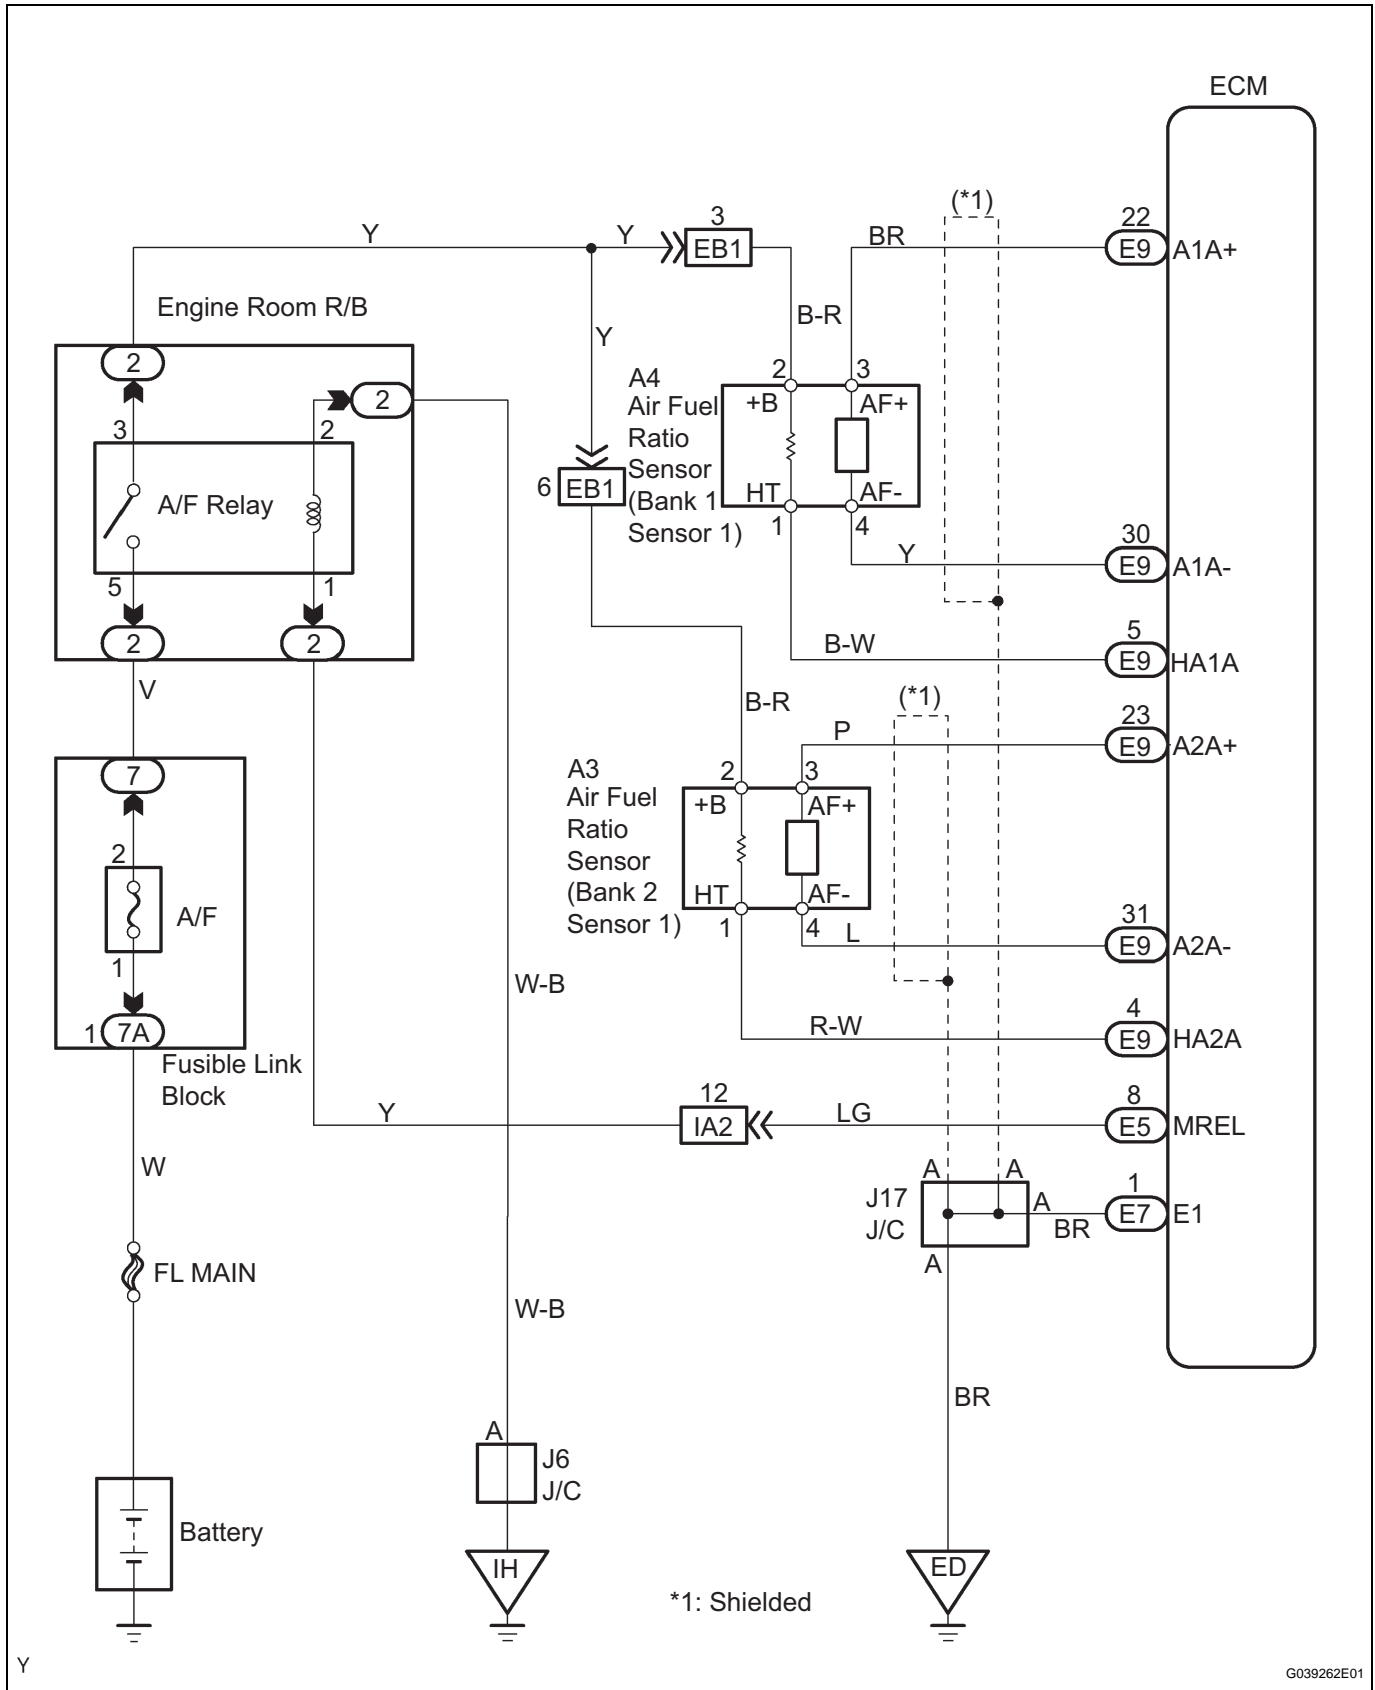 ECM
(*1)
3
22
Y
Y
EB1
BR
E9
A1A+
Engine Room R/B
B-R
Y
2
2
A4
Air Fuel
Ratio
Sensor
(Bank 1
Sensor 1)
2
3
+B
AF+
3
2
A/F Relay
6
EB1
HT
AF-
1
4
30
Y
E9
A1A-
5
1
2
2
5
B-W
E9
HA1A
V
B-R
(*1)
23
P
E9
A2A+
7
A3
Air Fuel
Ratio
Sensor
(Bank 2
Sensor 1)
2
3
+B
AF+
2
A/F
HT
AF-
1
4
L
31
E9
A2A-
1
W-B
1
7A
R-W
4
E9
HA2A
Fusible Link
Block
Y
12
IA2
LG
8
E5
MREL
W
A
A
J17
J/C
A
BR
1
E7
E1
A
FL MAIN
W-B
BR
A
J6
J/C
Battery
IH
ED
*1: Shielded
Y
G039262E01